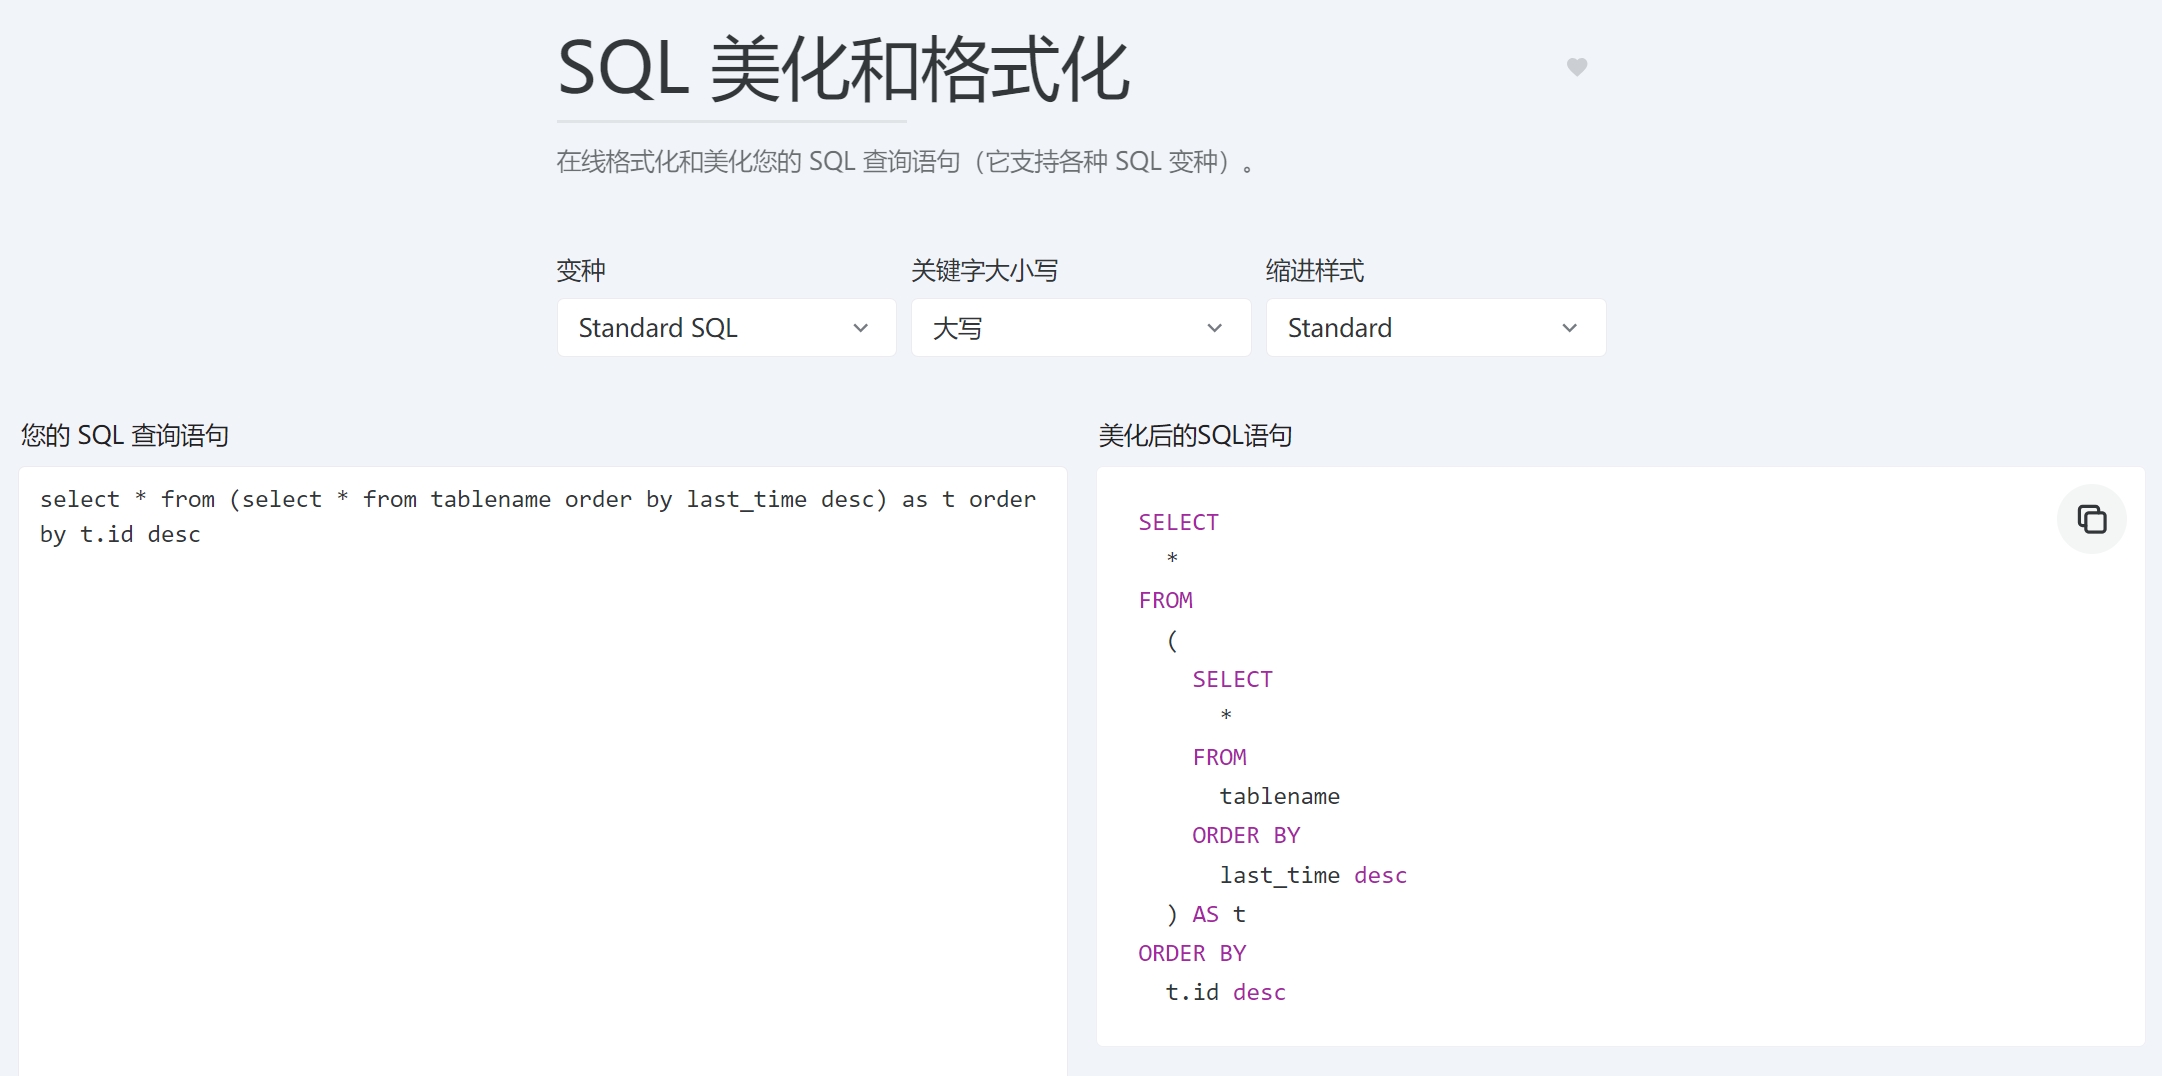 SQL 美化和格式化
在线格式化和美化您的 SQL 查询语句（它支持各种 SQL 变种）。
变种
关键字大小写
缩进样式
Standard SQL
大写
Standard
您的 SQL 查询语句
select * from (select * from tablename order by last_time desc) as t order
by t.id desc
美化后的SQL语句
SELECT
  *
FROM
  (
    SELECT
      *
    FROM
      tablename
    ORDER BY
      last_time desc
  ) AS t
ORDER BY
  t.id desc